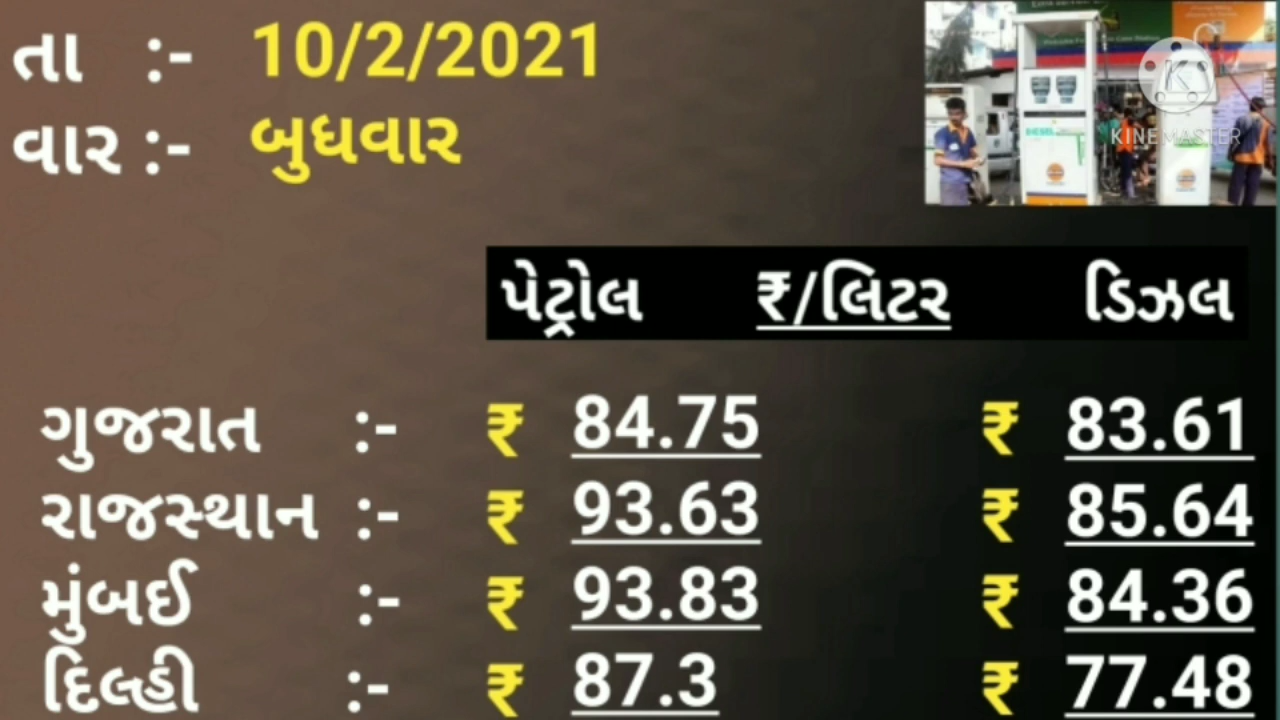 તા :- 10/2/2021
વાર :- બુધવાર
KINEMASTER
પેટ્રોલ ₹/લિટર ડિઝલ
ગુજરાત :- ₹ 84.75 ₹ 83.61
રાજસ્થાન :- ₹ 93.63 ₹ 85.64
મુંબઈ :- ₹ 93.83 ₹ 84.36
દિલ્હી :- ₹ 87.3 ₹ 77.48